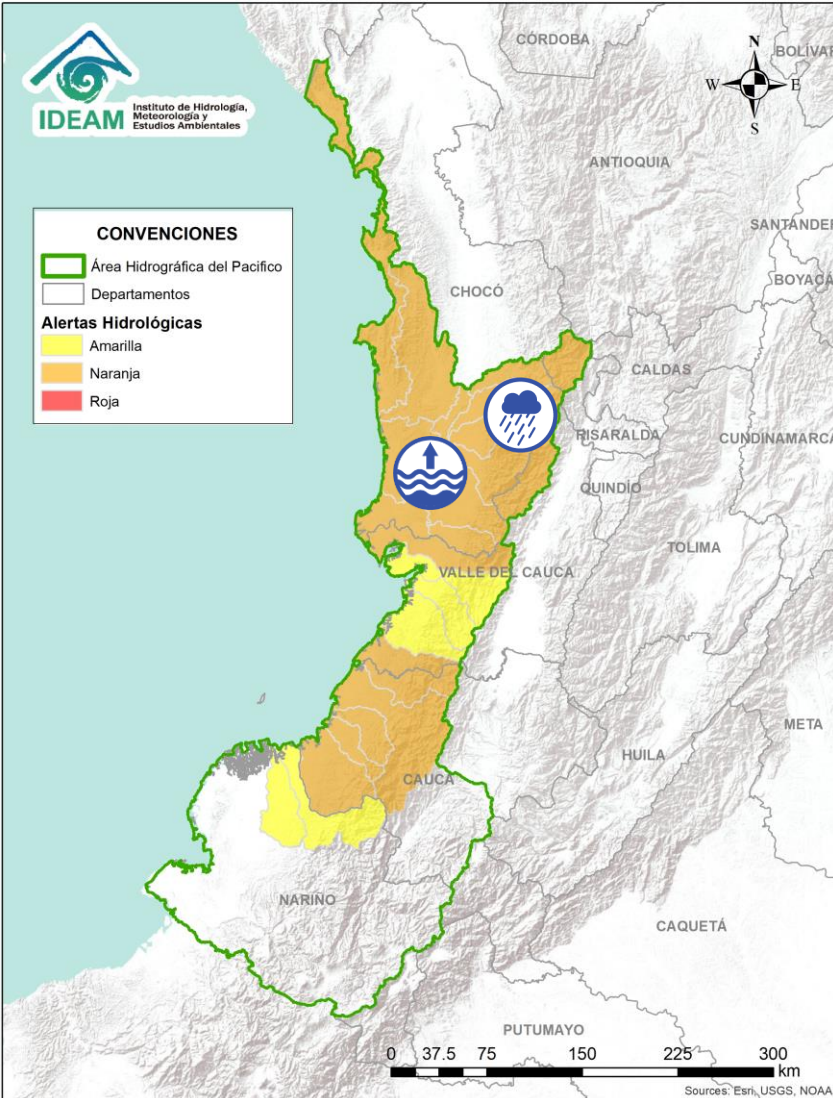 IDEAM
Instituto de Hidrología,
Meteorología y
Estudios Ambientales
N
W
E
S
CONVENCIONES
Área Hidrográfica del Pacifico
Departamentos
Alertas Hidrológicas
Amarilla
Naranja
Roja
CÓRDOBA
BOLÍVAR
ANTIOQUIA
SANTANDER
BOYACÁ
CHOCÓ
CALDAS
RISARALDA
CUNDINAMARCA
QUINDÍO
TOLIMA
VALLE DEL CAUCA
META
HUILA
CAUCA
NARIÑO
CAQUETÁ
PUTUMAYO
0 37.5 75 150 225 300
km
Sources: Esri, USGS, NOAA